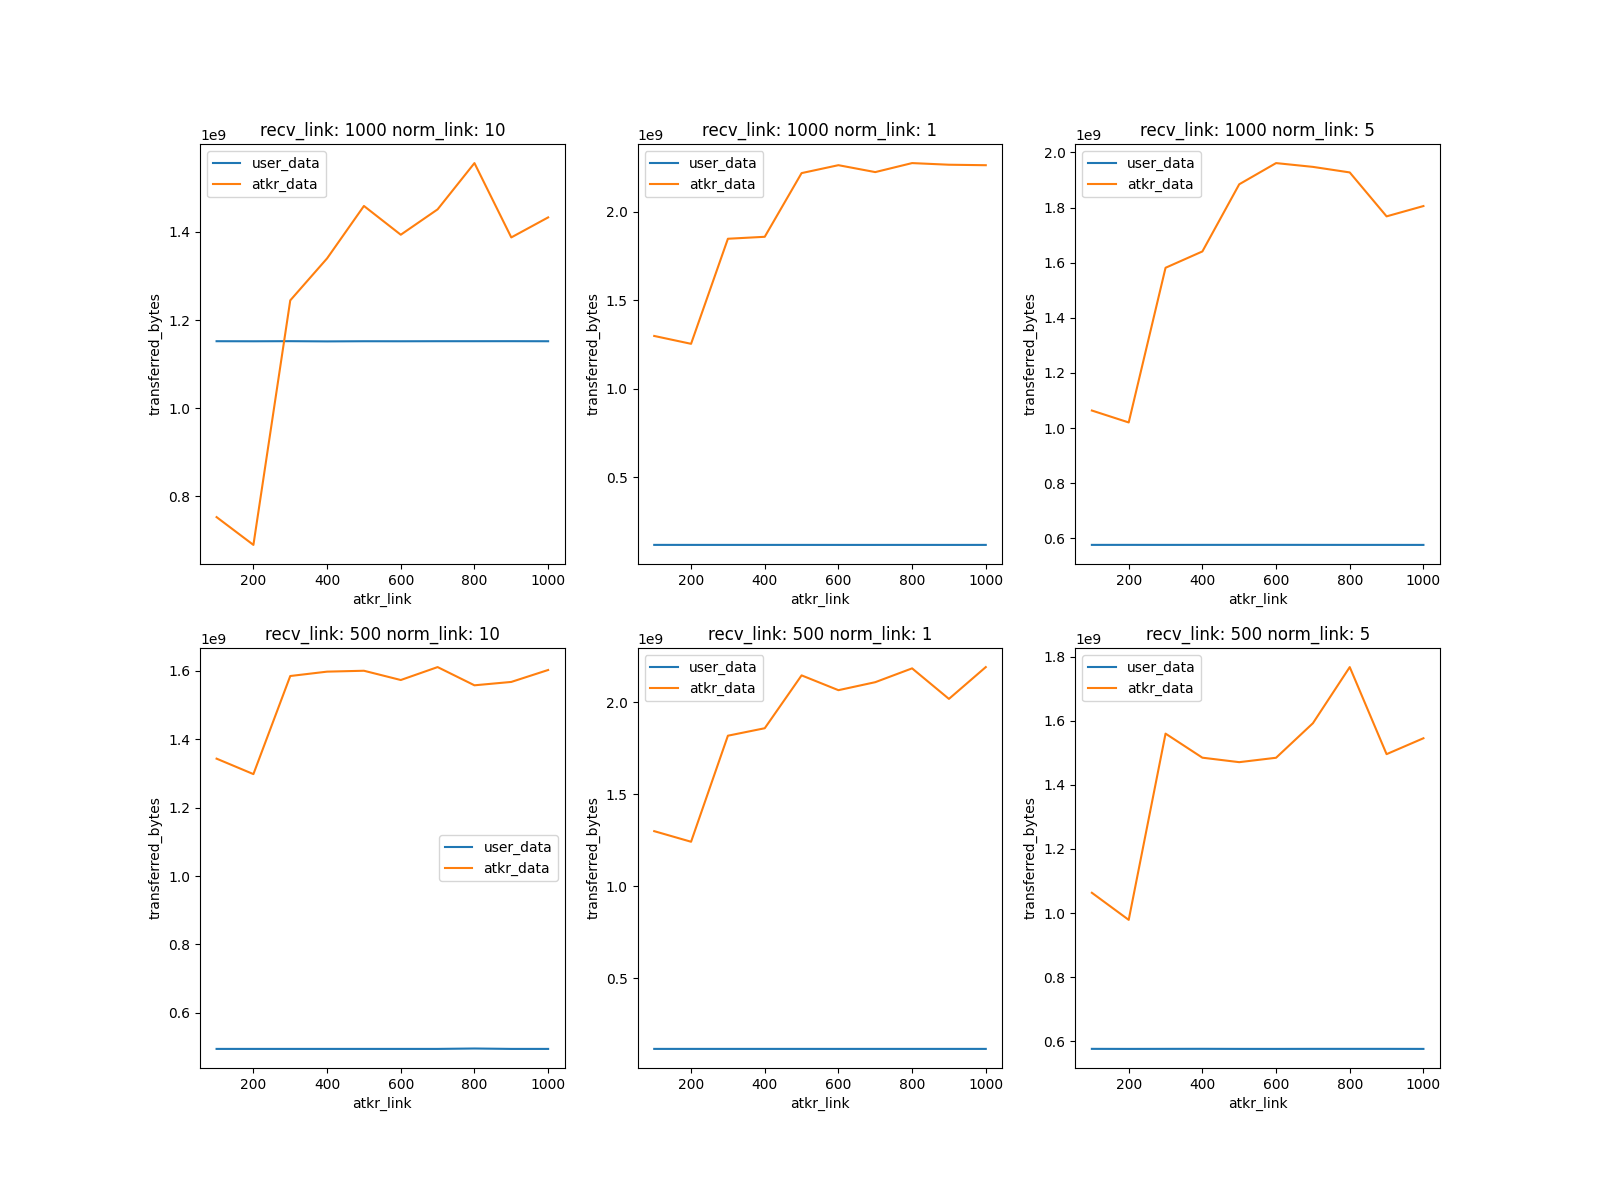 recv_link: 1000 norm_link: 10
1e9
user_data
atkr_data
1.4
1.2
1.0
0.8
transferred_bytes
200 400 600 800 1000
atkr_link
recv_link: 1000 norm_link: 1
1e9
user_data
atkr_data
2.0
1.5
1.0
0.5
transferred_bytes
200 400 600 800 1000
atkr_link
recv_link: 1000 norm_link: 5
1e9
user_data
atkr_data
2.0
1.8
1.6
1.4
1.2
1.0
0.8
0.6
transferred_bytes
200 400 600 800 1000
atkr_link
recv_link: 500 norm_link: 10
1e9
1.6
1.4
1.2
1.0
0.8
0.6
transferred_bytes
user_data
atkr_data
200 400 600 800 1000
atkr_link
recv_link: 500 norm_link: 1
1e9
user_data
atkr_data
2.0
1.5
1.0
0.5
transferred_bytes
200 400 600 800 1000
atkr_link
recv_link: 500 norm_link: 5
1e9
user_data
atkr_data
1.8
1.6
1.4
1.2
1.0
0.8
0.6
transferred_bytes
200 400 600 800 1000
atkr_link